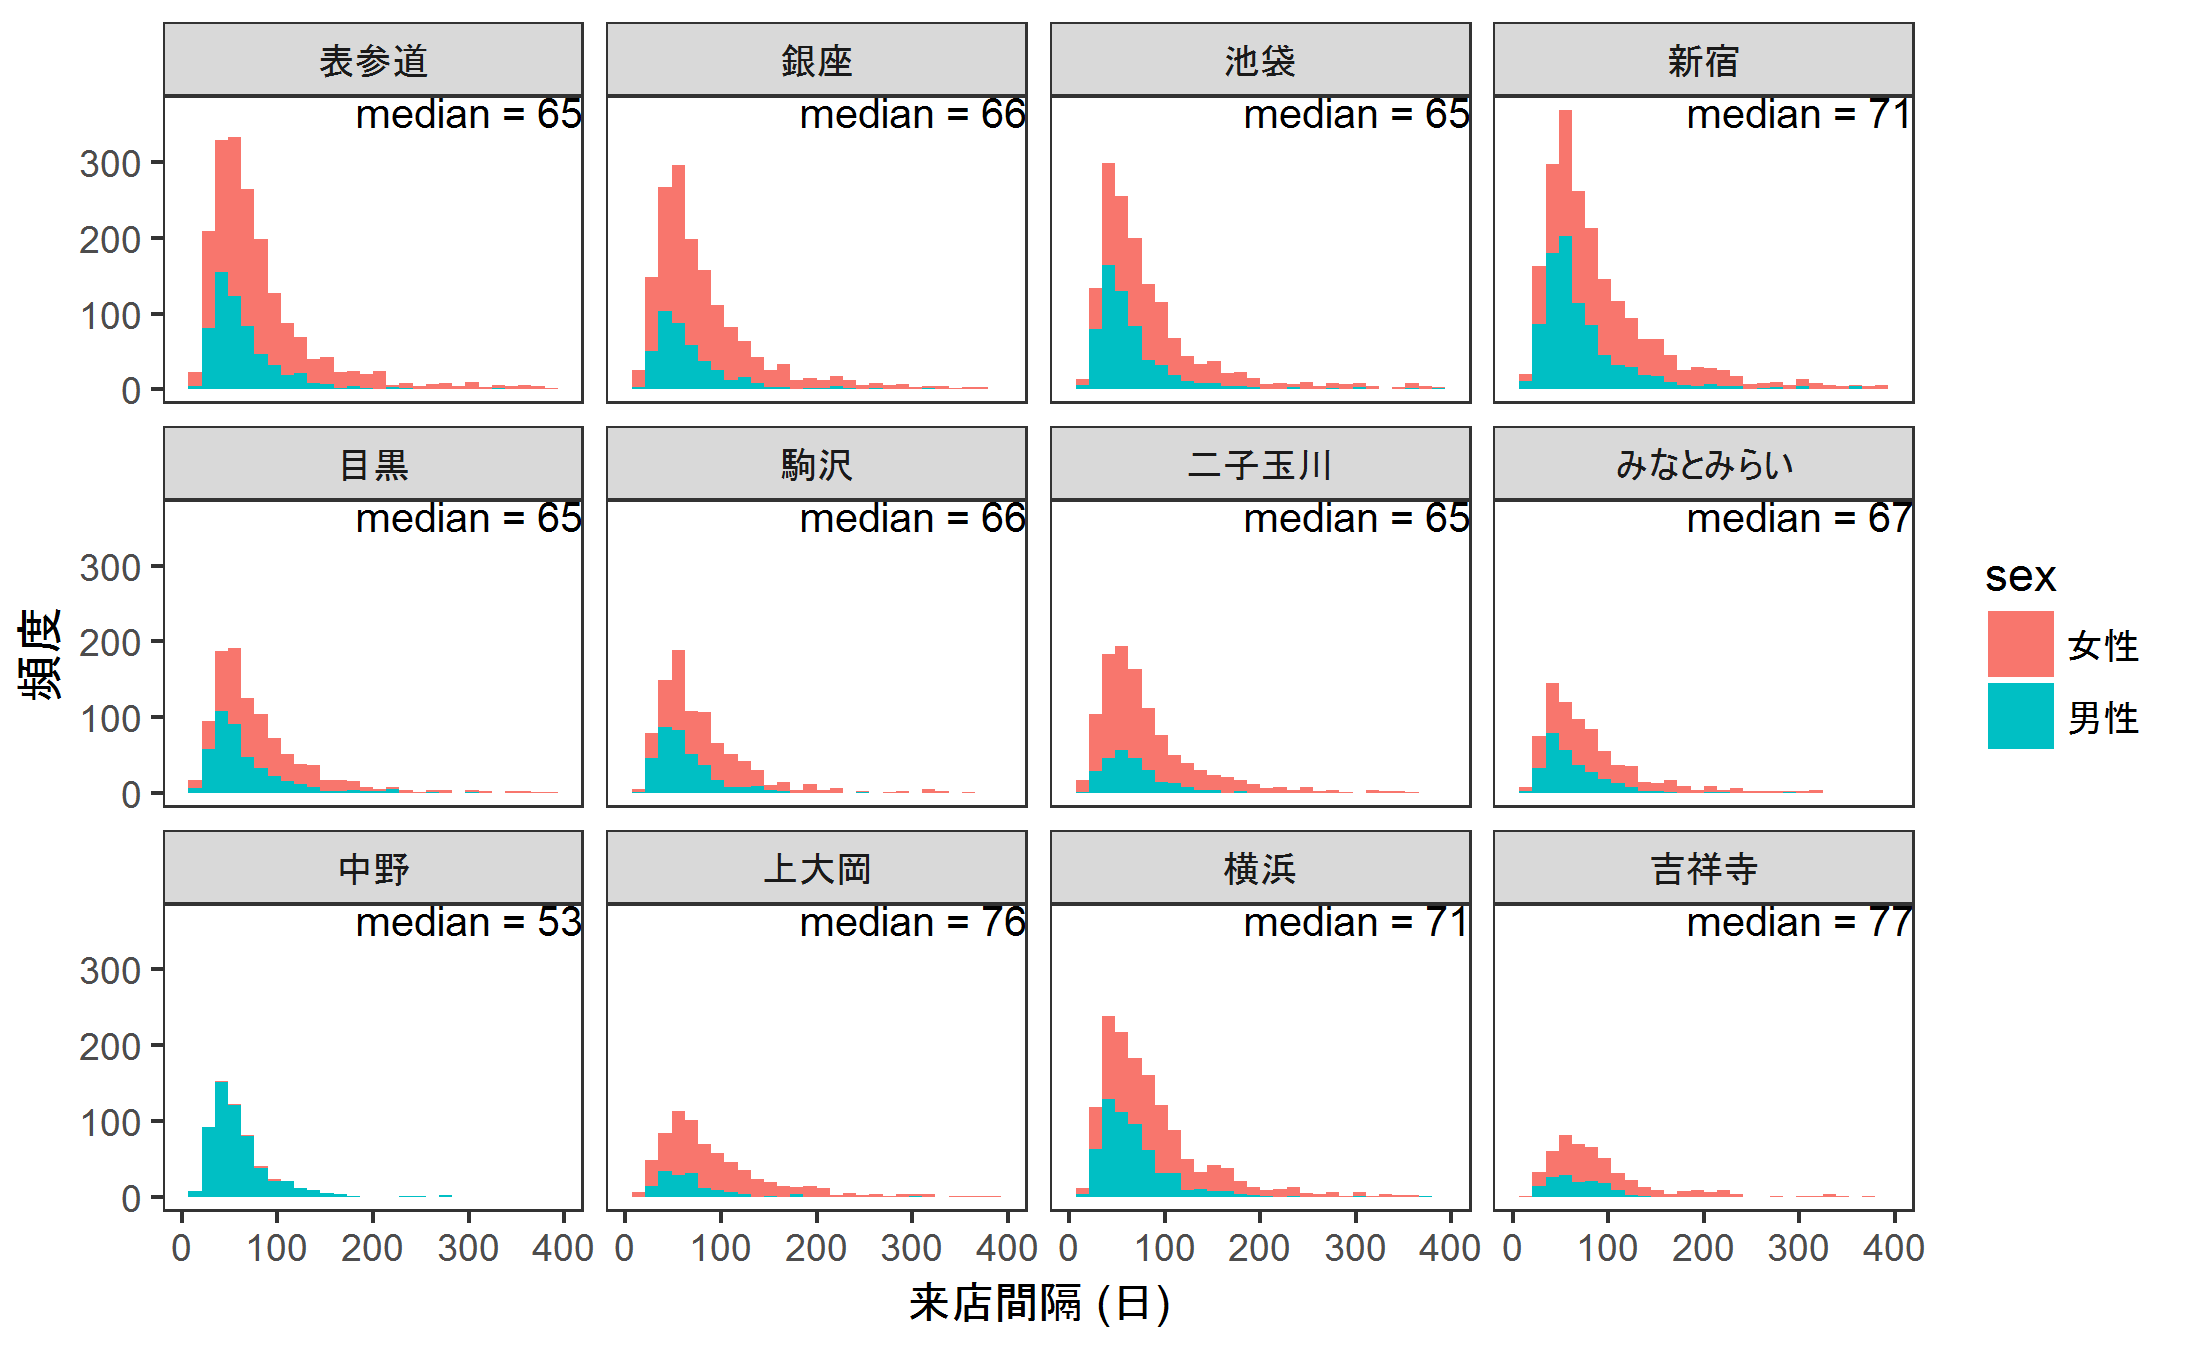 表参道 銀座 池袋 新宿
median = 65 median = 66 median = 65 median = 71
300
200
100
0
目黒 駒沢 二子玉川 みなとみらい
median = 65 median = 66 median = 65 median = 67
300
200
100
0
中野 上大岡 横浜 吉祥寺
median = 53 median = 76 median = 71 median = 77
300
200
100
0
0 100 200 300 400 0 100 200 300 400 0 100 200 300 400 0 100 200 300 400
来店間隔 (日)
頻度
sex
女性
男性